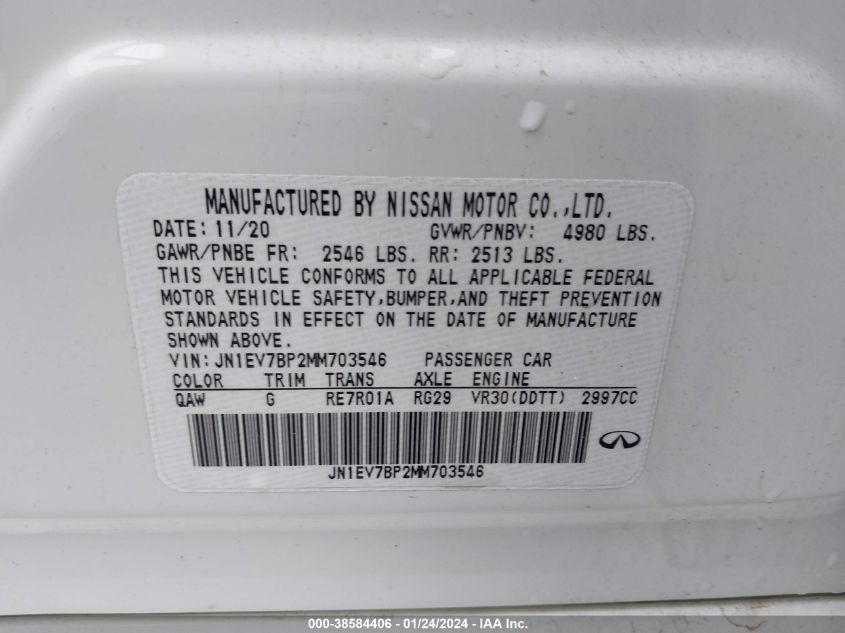 MANUFACTURED BY NISSAN MOTOR CO.,LTD.
DATE: 11/20 GVWR/PNBV: 4980 LBS.
GAWR/PNBE FR: 2546 LBS. RR: 2513 LBS.
THIS VEHICLE CONFORMS TO ALL APPLICABLE FEDERAL
MOTOR VEHICLE SAFETY,BUMPER,AND THEFT PREVENTION
STANDARDS IN EFFECT ON THE DATE OF MANUFACTURE
SHOWN ABOVE.
VIN: JN1EV7BP2MM703546 PASSENGER CAR
COLOR TRIM TRANS AXLE ENGINE
QAW G RE7R01A RG29 VR30(DDTT) 2997CC
JN1EV7BP2MM703546
000-38584406 - 01/24/2024 - IAA Inc.